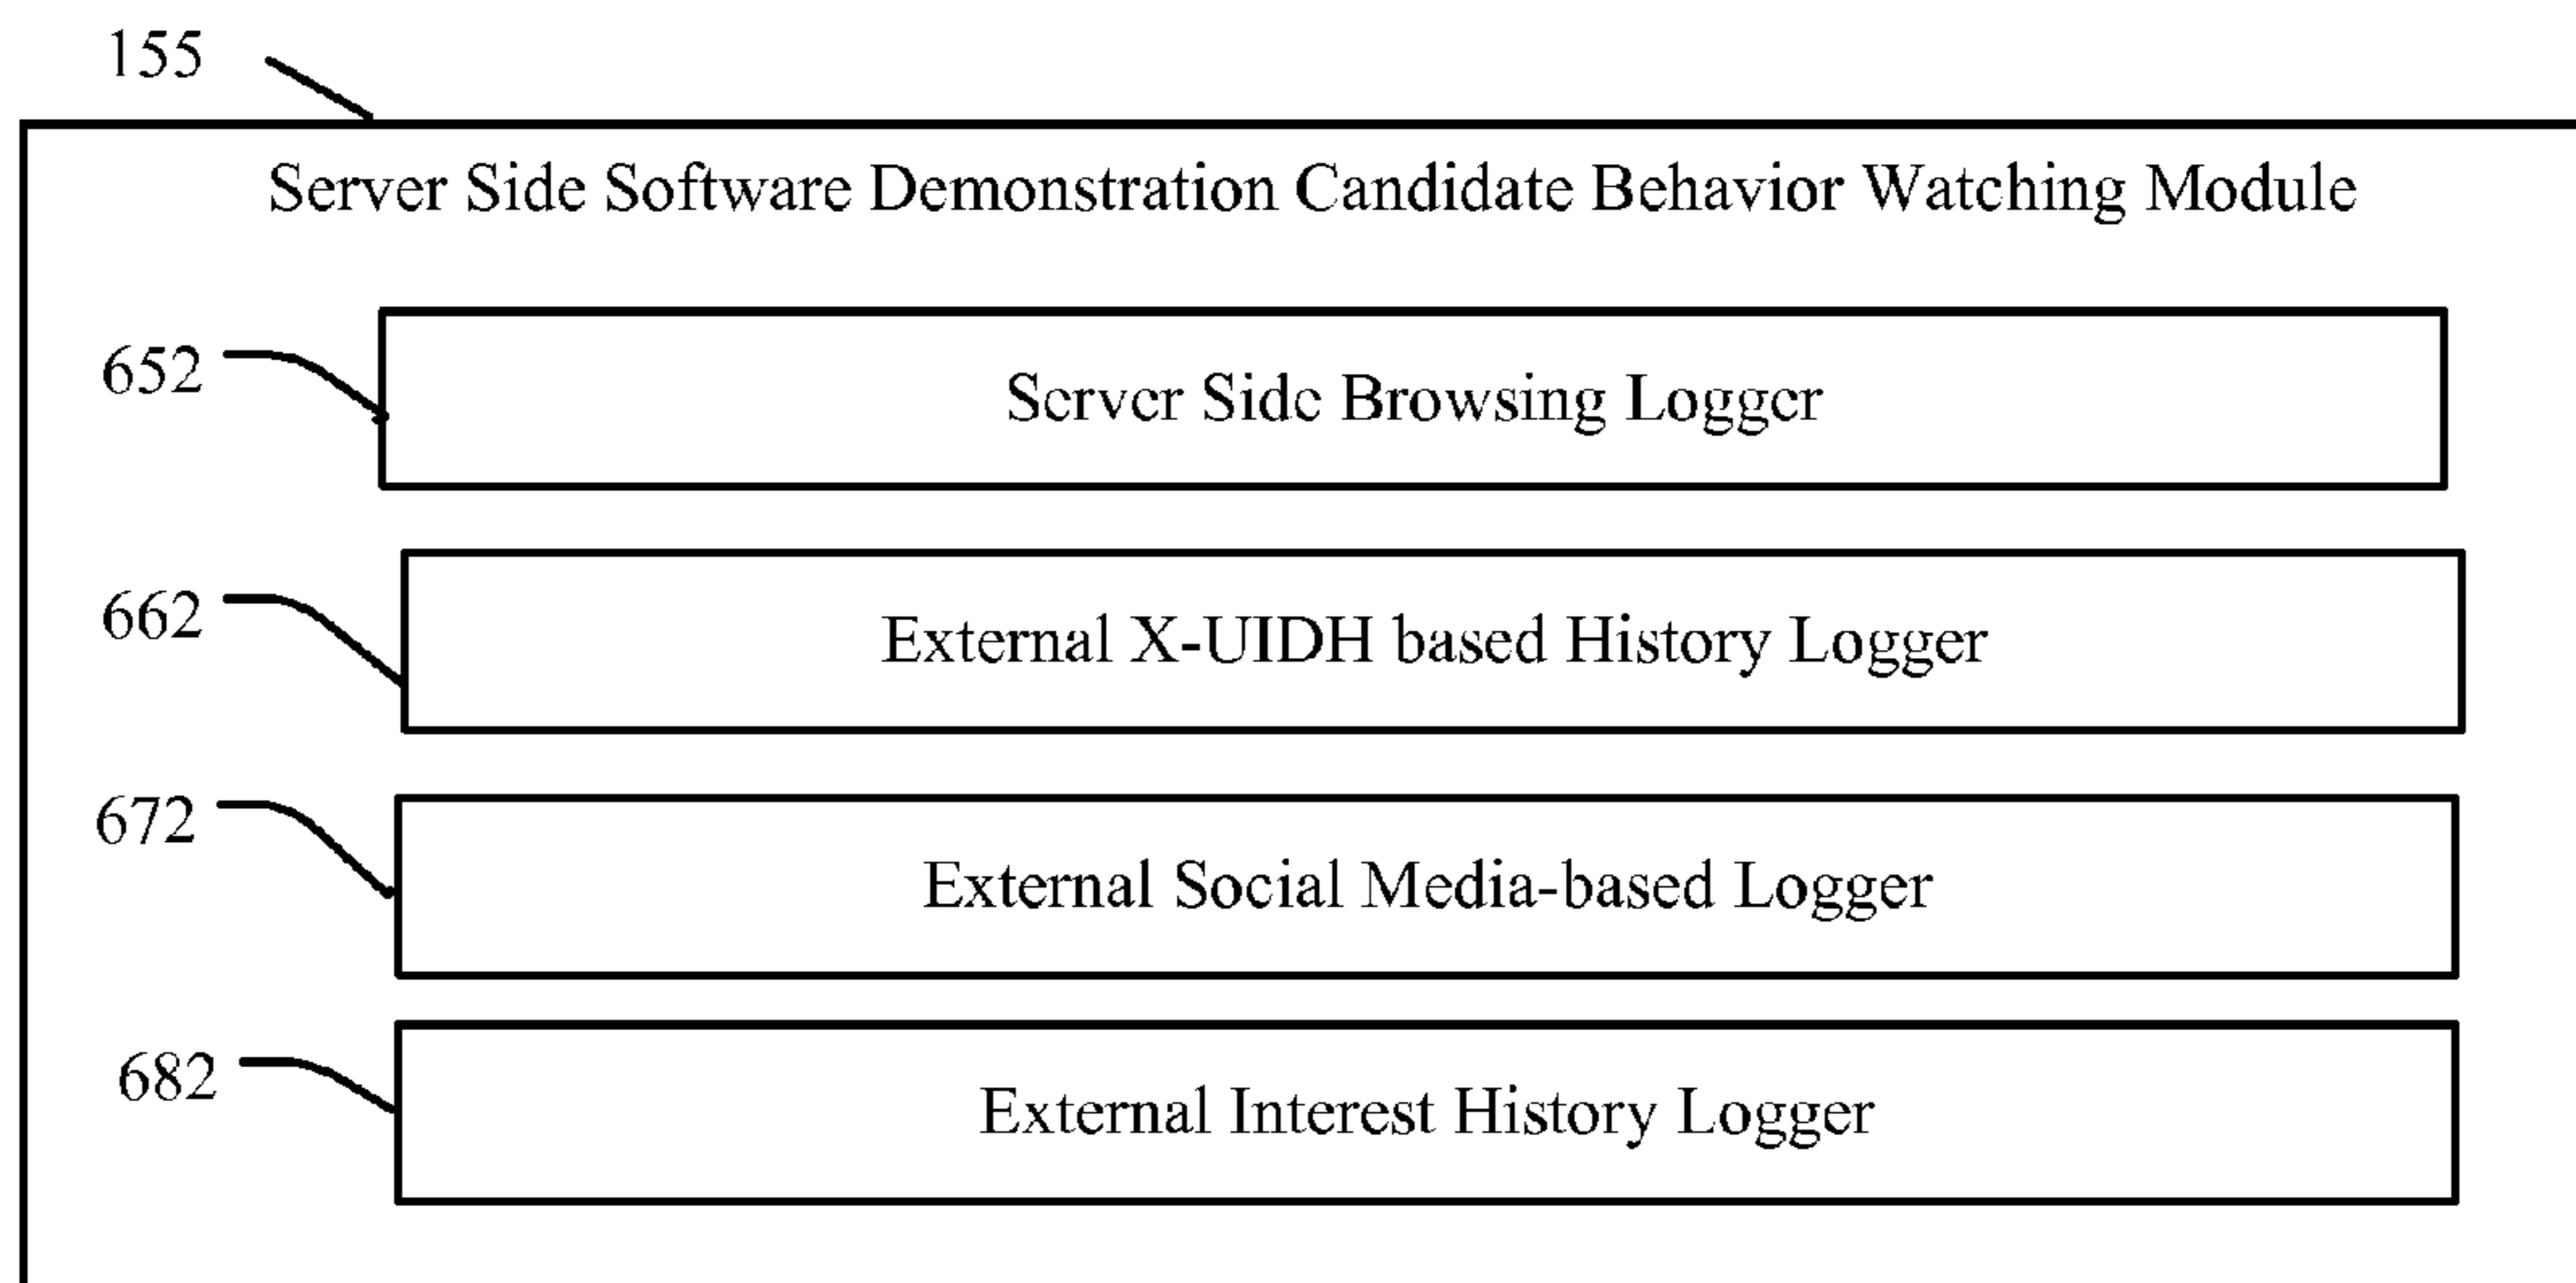 155
Server Side Software Demonstration Candidate Behavior Watching Module
652
Server Side Browsing Logger
662
External X-UIDH based History Logger
672
External Social Media-based Logger
682
External Interest History Logger